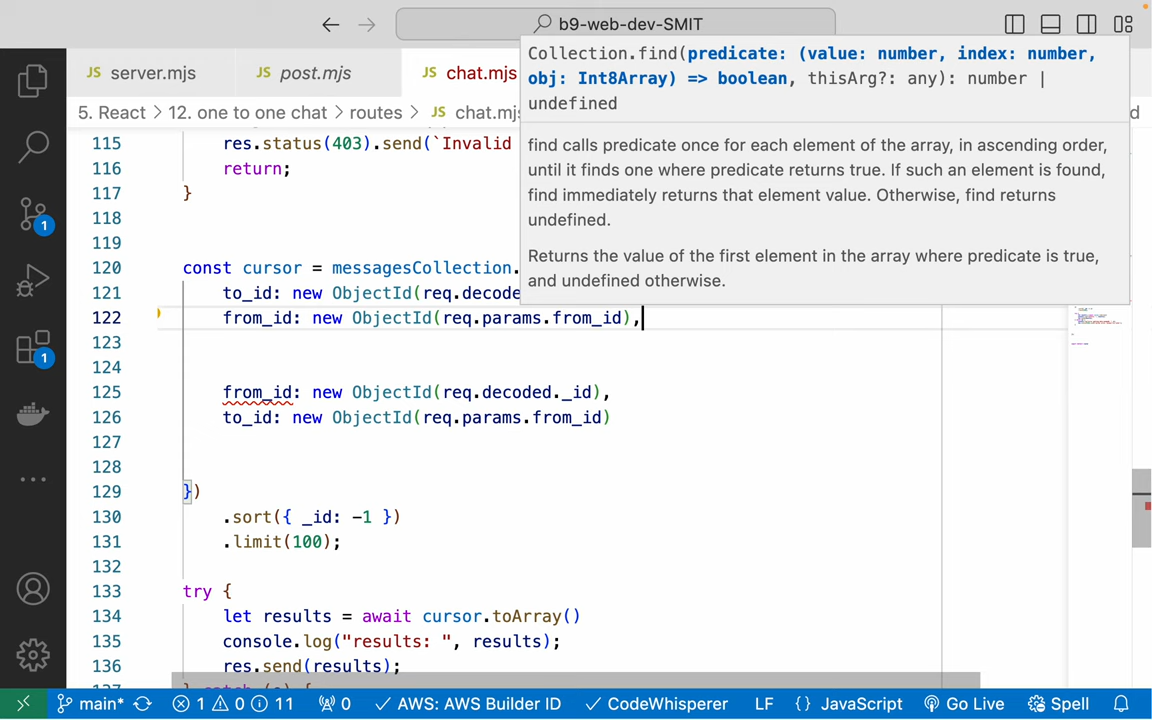 b9-web-dev-SMIT
JS server.mjs
JS post.mjs
JS chat.mjs
Collection.find(predicate: (value: number, index: number,
obj: Int8Array) => boolean, thisArg?: any): number |
undefined
find calls predicate once for each element of the array, in ascending order,
until it finds one where predicate returns true. If such an element is found,
find immediately returns that element value. Otherwise, find returns
undefined.
Returns the value of the first element in the array where predicate is true,
and undefined otherwise.
5. React > 12. one to one chat > routes > JS chat.mjs
115 res.status(403).send(`Invalid
116 return;
117 }
118
119
120 const cursor = messagesCollection.
121 to_id: new ObjectId(req.decode
122 from_id: new ObjectId(req.params.from_id),
123
124
125 from_id: new ObjectId(req.decoded._id),
126 to_id: new ObjectId(req.params.from_id)
127
128
129 })
130 .sort({ _id: -1 })
131 .limit(100);
132
133 try {
134 let results = await cursor.toArray()
135 console.log("results: ", results);
136 res.send(results);
1
1
main* 1 0 11 0 AWS: AWS Builder ID CodeWhisperer LF {} JavaScript Go Live Spell